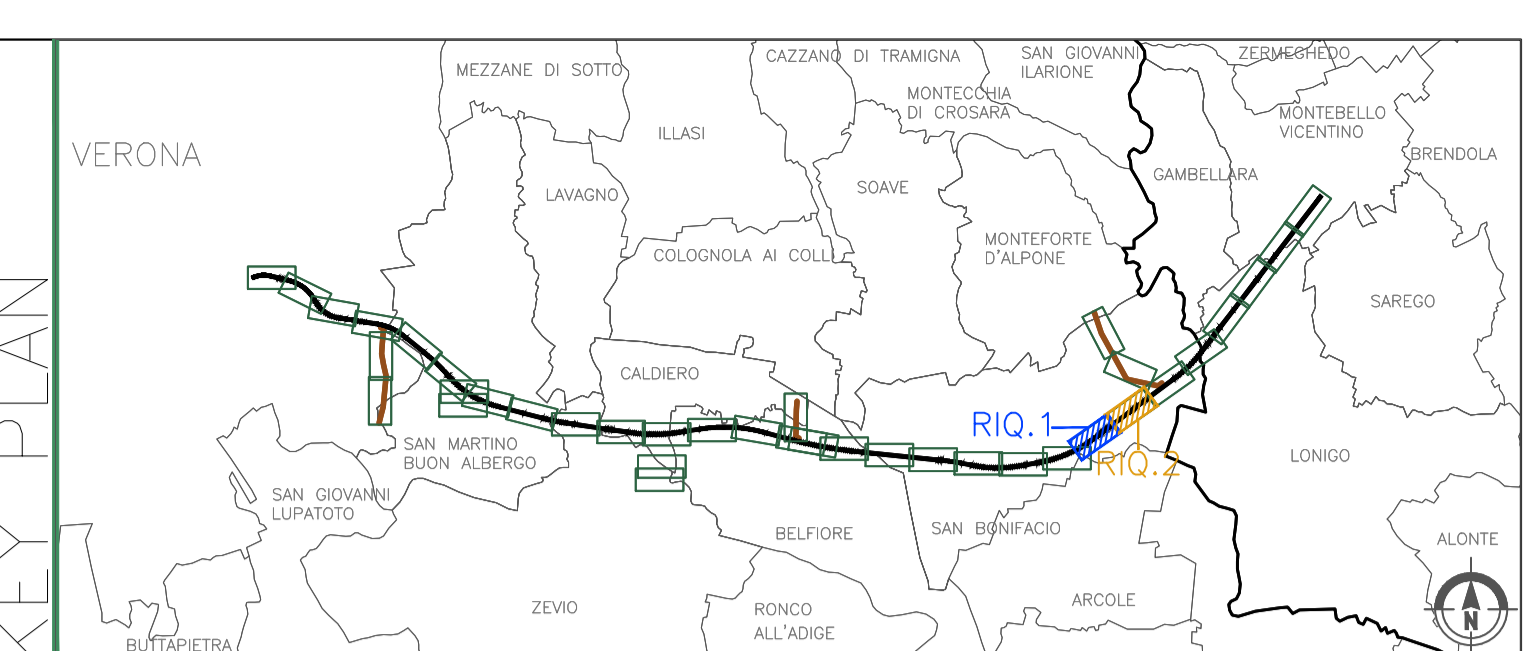 KEY PLAN
MEZZANE DI SOTTO
CAZZANO DI TRAMIGNA
SAN GIOVANNI
ILARIONE
ZERMEGHEDO
MONTECCHIA
DI CROSARA
MONTEBELLO
VICENTINO
ILLASI
VERONA
BRENDOLA
GAMBELLARA
SOAVE
LAVAGNO
MONTEFORTE
D'ALPONE
COLOGNOLA AI COLLI
SAREGO
CALDIERO
RIQ.1
RIQ.2
SAN MARTINO
BUON ALBERGO
LONIGO
SAN GIOVANNI
LUPATOTO
BELFIORE
SAN BONIFACIO
ALONTE
ZEVIO
RONCO
ALL'ADIGE
ARCOLE
N
BUTTAPIETRA